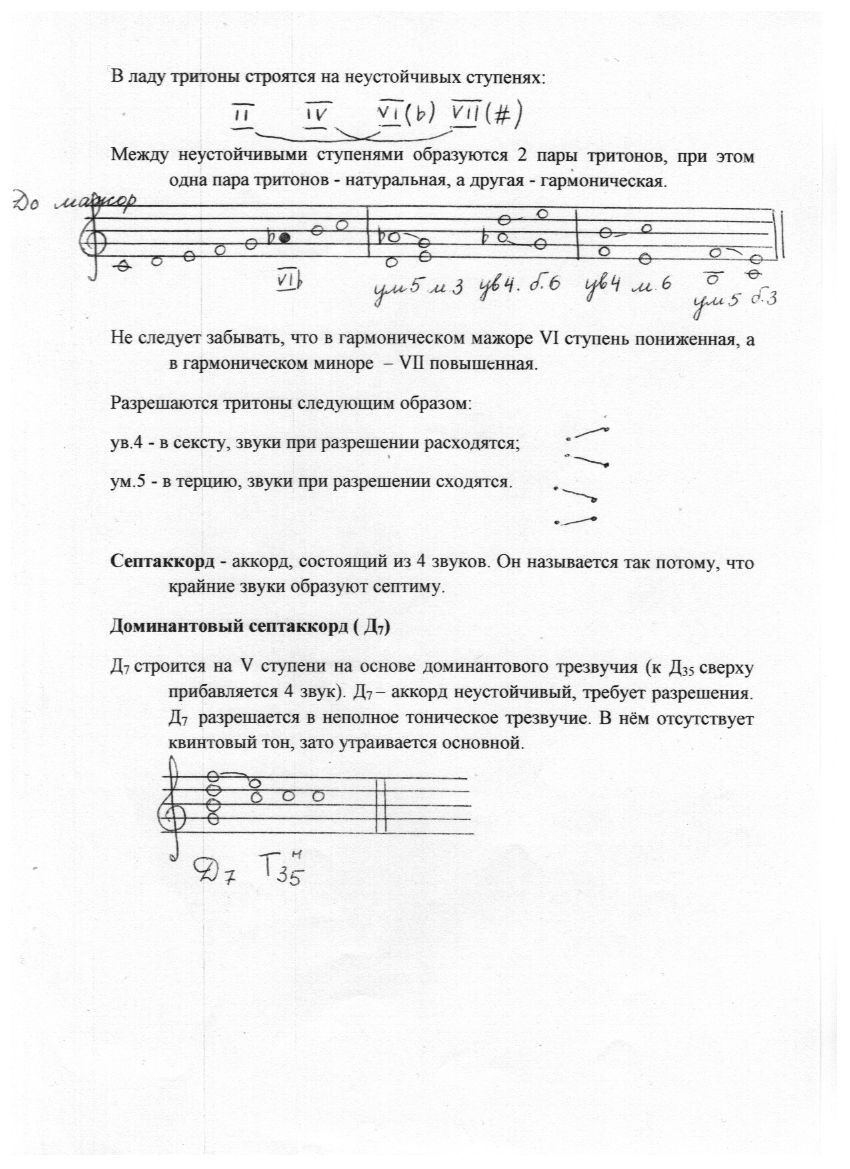 В ладу тритоны строятся на неустойчивых ступенях:
II IV VI(b) VII(#)
Между неустойчивыми ступенями образуются 2 пары тритонов, при этом
одна пара тритонов - натуральная, а другая - гармоническая.
До мажор
VIb ум5 м3 ув4. б.6 ув4 м.6 ум5 б.3
Не следует забывать, что в гармоническом мажоре VI ступень пониженная, а
в гармоническом миноре – VII повышенная.
Разрешаются тритоны следующим образом:
ув.4 - в сексту, звуки при разрешении расходятся;
ум.5 - в терцию, звуки при разрешении сходятся.
Септаккорд - аккорд, состоящий из 4 звуков. Он называется так потому, что
крайние звуки образуют септиму.
Доминантовый септаккорд ( Д7)
Д7 строится на V ступени на основе доминантового трезвучия (к Д35 сверху
прибавляется 4 звук). Д7 – аккорд неустойчивый, требует разрешения.
Д7 разрешается в неполное тоническое трезвучие. В нём отсутствует
квинтовый тон, зато утраивается основной.
Д7 Т35 н